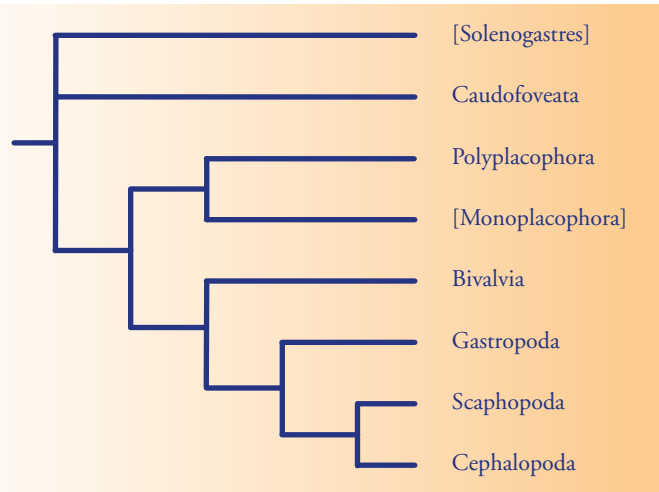 [Solenogastres]
Caudofoveata
Polyplacophora
[Monoplacophora]
Bivalvia
Gastropoda
Scaphopoda
Cephalopoda